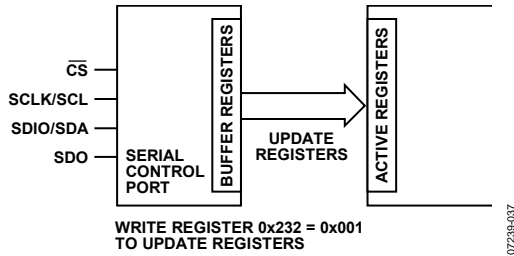 C̅S̅
SCLK/SCL
SDIO/SDA
SDO
SERIAL
CONTROL
PORT
BUFFER REGISTERS
UPDATE
REGISTERS
ACTIVE REGISTERS
WRITE REGISTER 0x232 = 0x001
TO UPDATE REGISTERS
07239-037